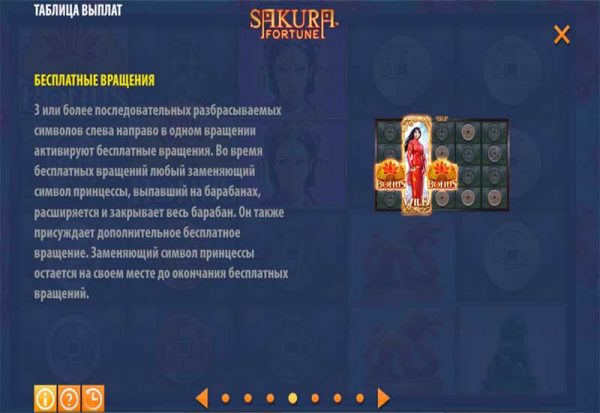 ТАБЛИЦА ВЫПЛАТ
SAKURA
FORTUNE
БЕСПЛАТНЫЕ ВРАЩЕНИЯ
3 или более последовательных разбрасываемых
символов слева направо в одном вращении
активируют бесплатные вращения. Во время
бесплатных вращений любый заменяющий
символ принцессы, выпавший на барабанах,
расширяется и закрывает весь барабан. Он также
присуждает дополнительное бесплатное
вращение. Заменяющий символ принцессы
остается на своем месте до окончания бесплатных
вращений.
BONUS BONUS
WILD